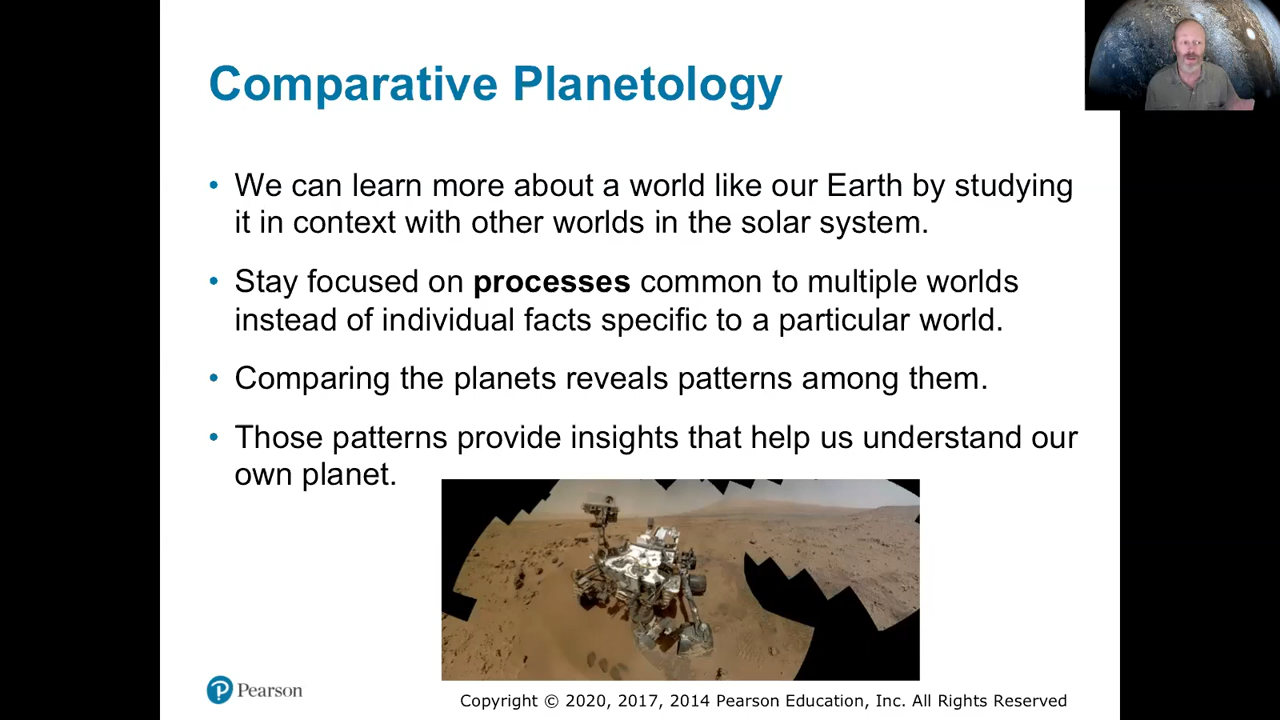 Comparative Planetology
• We can learn more about a world like our Earth by studying
it in context with other worlds in the solar system.
• Stay focused on processes common to multiple worlds
instead of individual facts specific to a particular world.
• Comparing the planets reveals patterns among them.
• Those patterns provide insights that help us understand our
own planet.
Pearson
Copyright © 2020, 2017, 2014 Pearson Education, Inc. All Rights Reserved